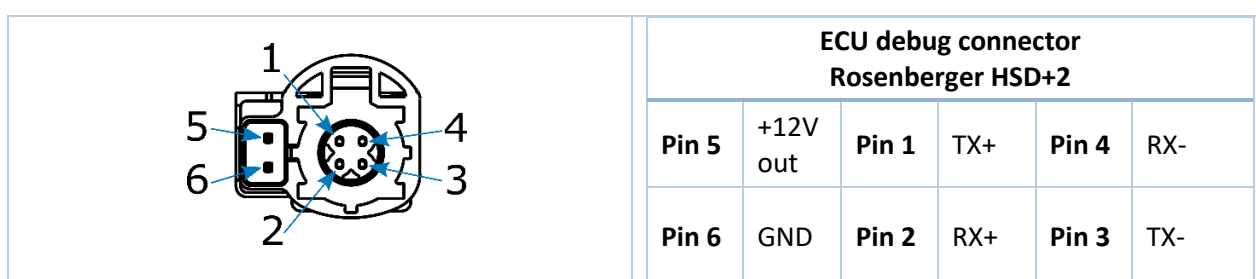 1
5
4
6
3
2
ECU debug connector
Rosenberger HSD+2
Pin 5 +12V out Pin 1 TX+ Pin 4 RX-
Pin 6 GND Pin 2 RX+ Pin 3 TX-